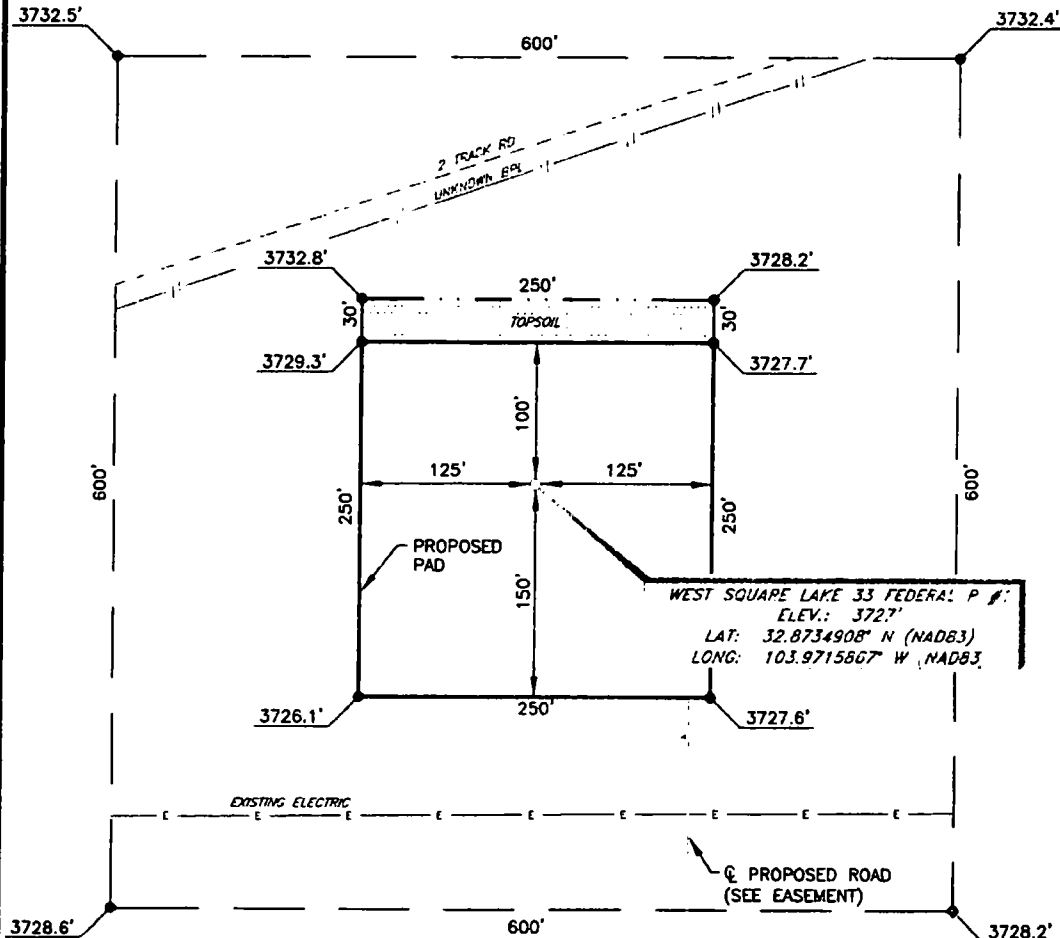 3732.5'
3732.4'
600'
2 TRACK RD
UNKNOWN BPL
3732.8'
3728.2'
250'
30'
30'
TOPSOIL
3729.3'
3727.7'
100'
600'
125'
125'
600'
250'
250'
PROPOSED
PAD
150'
WEST SQUARE LAKE 33 FEDERAL P
ELEV.: 3727'
LAT: 32.8734908° N (NAD83)
LONG: 103.9715867° W (NAD83
3726.1'
250'
3727.6'
EXISTING ELECTRIC
E E E E E E E E E
℄ PROPOSED ROAD
(SEE EASEMENT)
3728.6'
600'
3728.2'